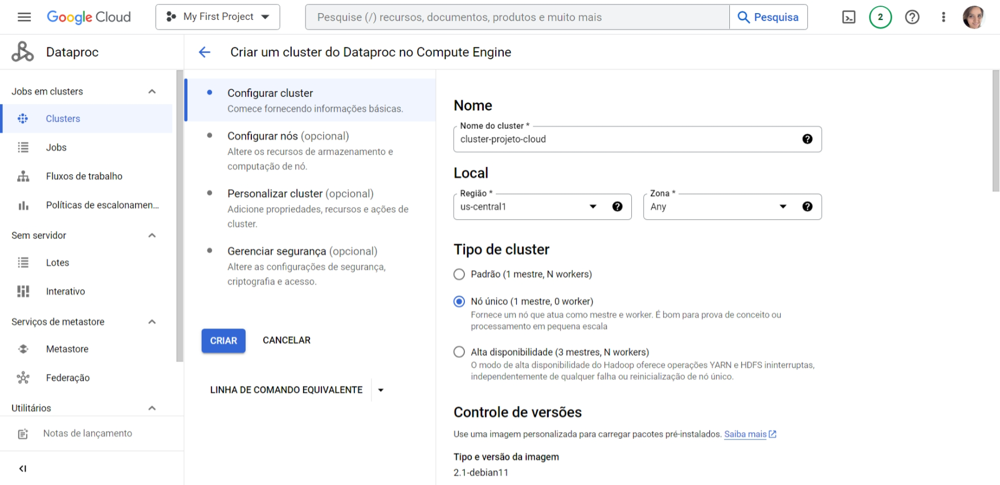 Google Cloud
My First Project
Pesquise (/) recursos, documentos, produtos e muito mais
Pesquisa
2
Dataproc
Criar um cluster do Dataproc no Compute Engine
Jobs em clusters
Clusters
Jobs
Fluxos de trabalho
Políticas de escalonamen...
Sem servidor
Lotes
Interativo
Serviços de metastore
Metastore
Federação
Utilitários
Notas de lançamento
Configurar cluster
Comece fornecendo informações básicas.
Configurar nós (opcional)
Altere os recursos de armazenamento e
computação de nó.
Personalizar cluster (opcional)
Adicione propriedades, recursos e ações de
cluster.
Gerenciar segurança (opcional)
Altere as configurações de segurança,
criptografia e acesso.
CRIAR
CANCELAR
LINHA DE COMANDO EQUIVALENTE
Nome
Nome do cluster *
cluster-projeto-cloud
Local
Região *
us-central1
Zona *
Any
Tipo de cluster
Padrão (1 mestre, N workers)
Nó único (1 mestre, 0 worker)
Fornece um nó que atua como mestre e worker. É bom para prova de conceito ou
processamento em pequena escala
Alta disponibilidade (3 mestres, N workers)
O modo de alta disponibilidade do Hadoop oferece operações YARN e HDFS ininterruptas,
independentemente de qualquer falha ou reinicialização de nó único.
Controle de versões
Use uma imagem personalizada para carregar pacotes pré-instalados. Saiba mais
Tipo e versão da imagem
2.1-debian11